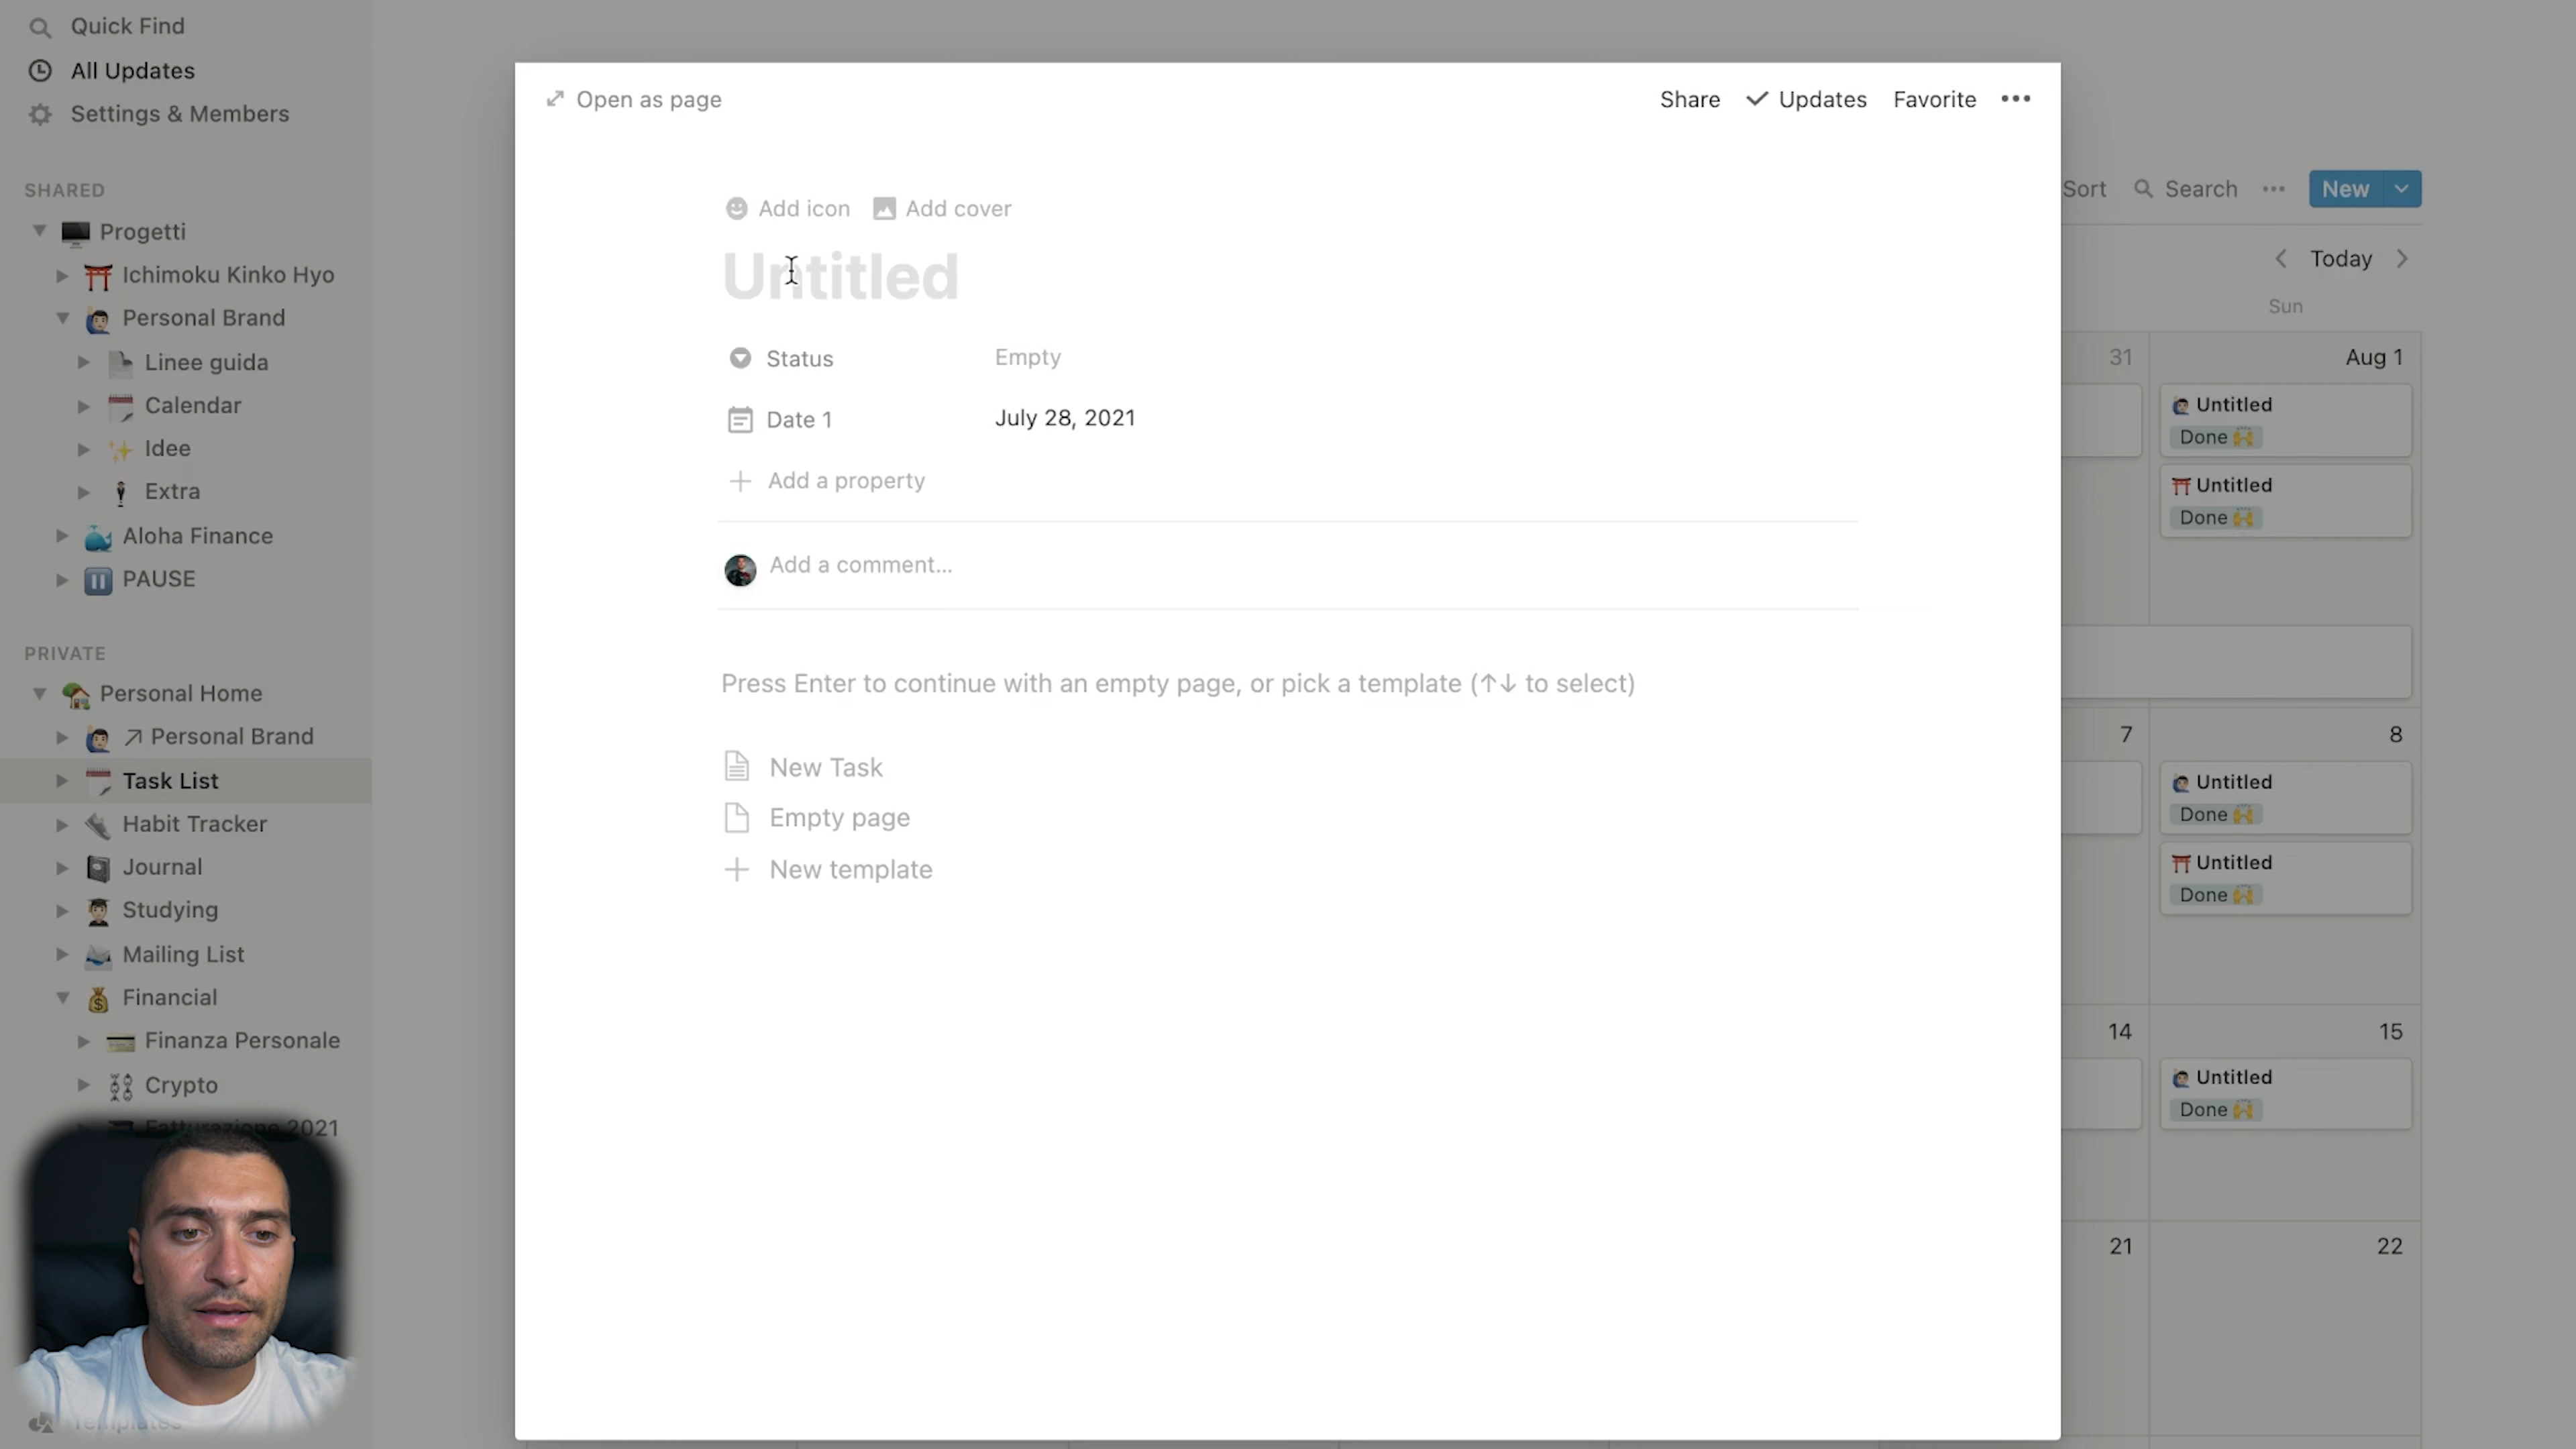 Quick Find
All Updates
Settings & Members
SHARED
Progetti
Ichimoku Kinko Hyo
Personal Brand
Linee guida
Calendar
Idee
Extra
Aloha Finance
PAUSE
PRIVATE
Personal Home
Personal Brand
Task List
Habit Tracker
Journal
Studying
Mailing List
Financial
Finanza Personale
Crypto
Fatturazione 2021
Templates
Open as page
Share Updates Favorite
Add icon Add cover
Untitled
Status Empty
Date 1 July 28, 2021
Add a property
Add a comment...
Press Enter to continue with an empty page, or pick a template (↑↓ to select)
New Task
Empty page
New template
Sort Search New
Today
Sun
31 Aug 1
Untitled
Done
Untitled
Done
7 8
Untitled
Done
Untitled
Done
14 15
Untitled
Done
21 22